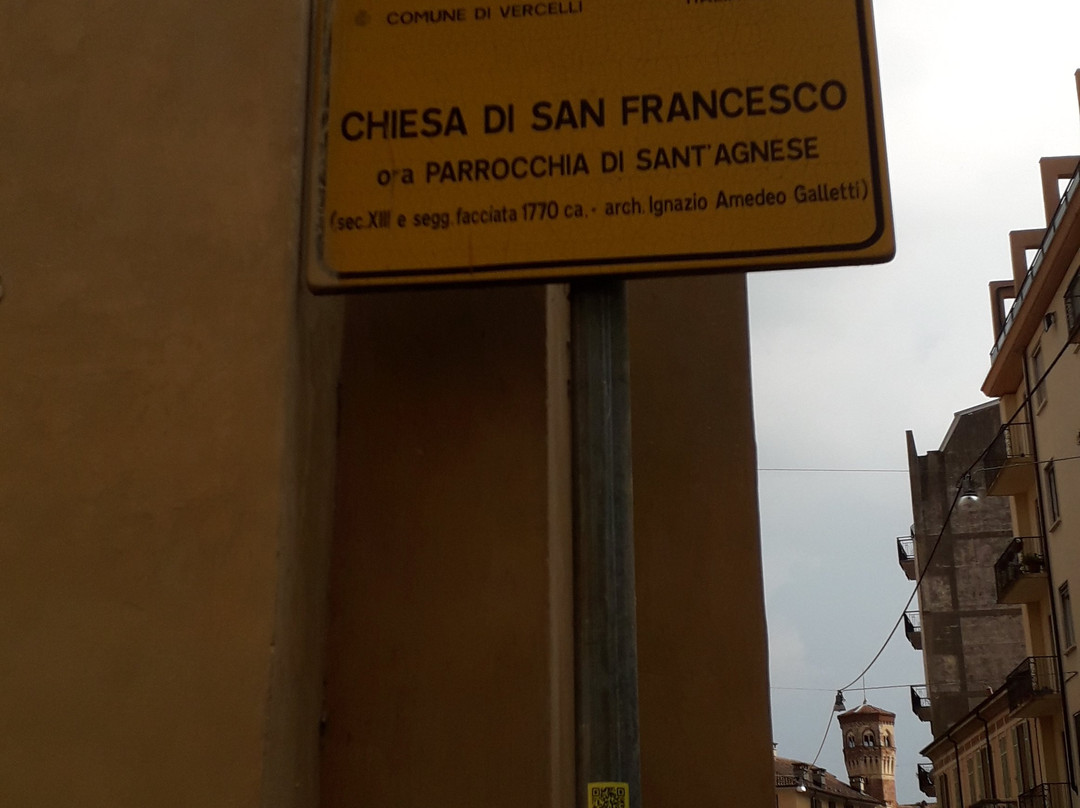 COMUNE DI VERCELLI
CHIESA DI SAN FRANCESCO
ora PARROCCHIA DI SANT'AGNESE
(sec. XIII e segg. facciata 1770 ca. - arch. Ignazio Amedeo Galletti)